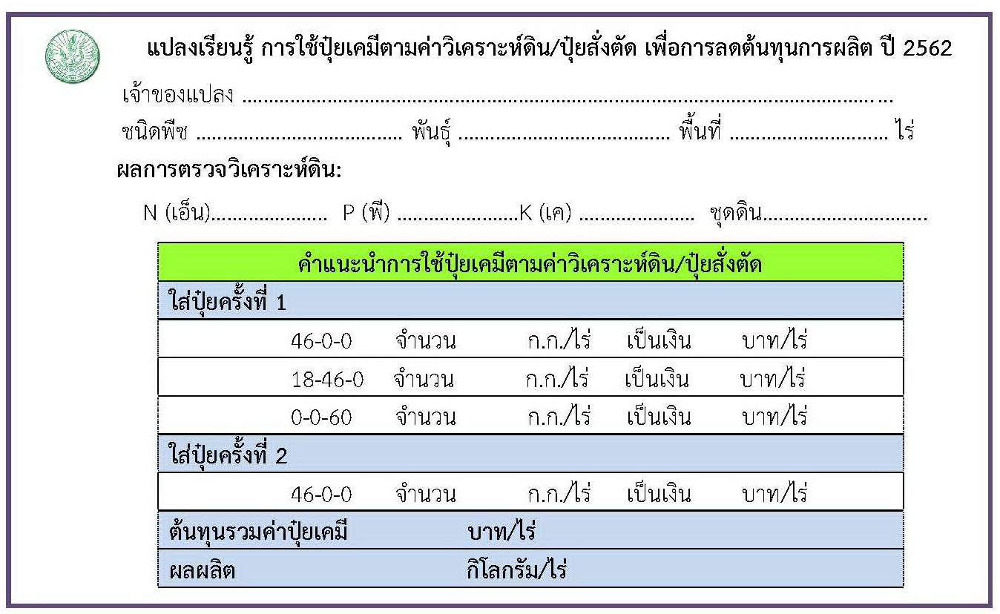 แปลงเรียนรู้ การใช้ปุ๋ยเคมีตามค่าวิเคราะห์ดิน/ปุ๋ยสั่งตัด เพื่อการลดต้นทุนการผลิต ปี 2562
เจ้าของแปลง ........................................................................................................................
ชนิดพืช ....................................... พันธุ์ ........................................ พื้นที่ .............................. ไร่
ผลการตรวจวิเคราะห์ดิน:
N (เอ็น)...................... P (พี) .......................K (เค) ...................... ชุดดิน...............................
คำแนะนำการใช้ปุ๋ยเคมีตามค่าวิเคราะห์ดิน/ปุ๋ยสั่งตัด
ใส่ปุ๋ยครั้งที่ 1
46-0-0 จำนวน ก.ก./ไร่ เป็นเงิน บาท/ไร่
18-46-0 จำนวน ก.ก./ไร่ เป็นเงิน บาท/ไร่
0-0-60 จำนวน ก.ก./ไร่ เป็นเงิน บาท/ไร่
ใส่ปุ๋ยครั้งที่ 2
46-0-0 จำนวน ก.ก./ไร่ เป็นเงิน บาท/ไร่
ต้นทุนรวมค่าปุ๋ยเคมี บาท/ไร่
ผลผลิต กิโลกรัม/ไร่